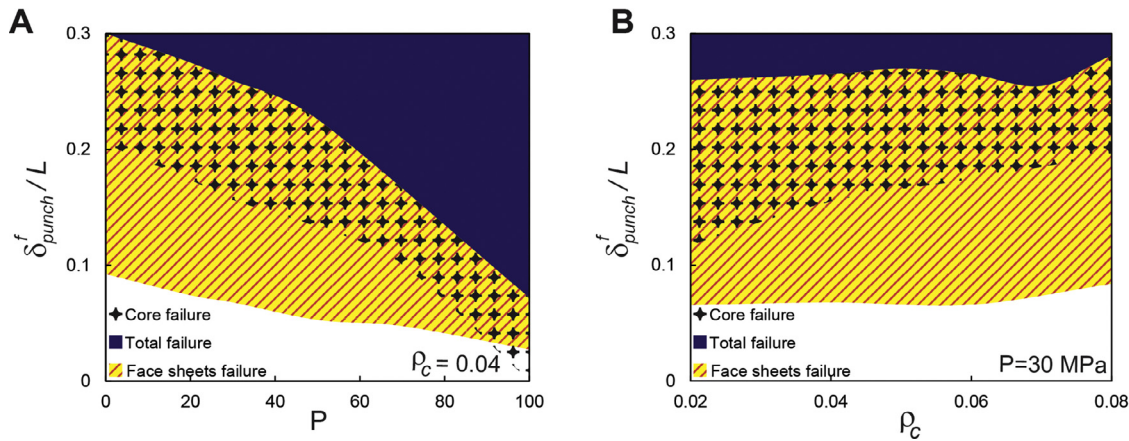 A
0.3
0.2
0.1
0
δᶠpunch / L
Core failure
Total failure
Face sheets failure
ρc = 0.04
0
20
40
60
80
100
P
B
0.3
0.2
0.1
0
δᶠpunch / L
Core failure
Total failure
Face sheets failure
P=30 MPa
0.02
0.04
0.06
0.08
ρc